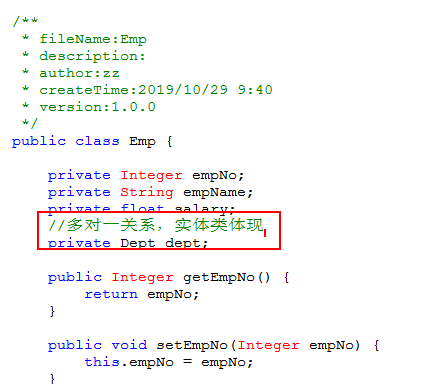 /**
* fileName:Emp
* description:
* author:zz
* createTime:2019/10/29 9:40
* version:1.0.0
*/
public class Emp {
private Integer empNo;
private String empName;
private float salary;
//多对一关系，实体类体现
private Dept dept;
public Integer getEmpNo() {
return empNo;
}
public void setEmpNo(Integer empNo) {
this.empNo = empNo;
}